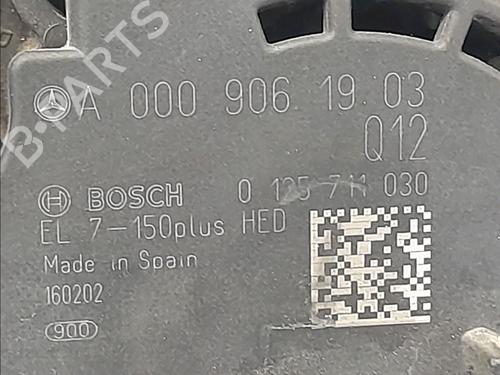 B-PARTS
A 000 906 19 03
Q12
BOSCH 0 125 711 030
EL 7-150plus HED
Made in Spain
160202
900